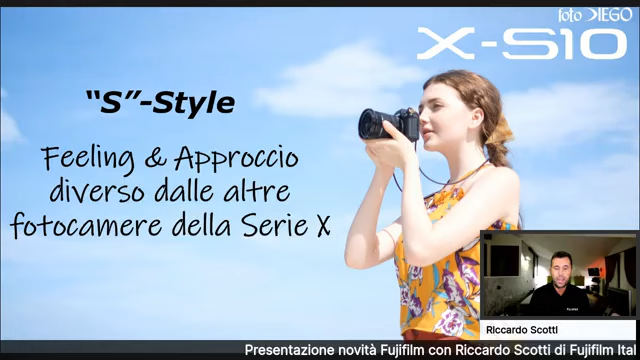 foto DIEGO
X-S10
“S”-Style
Feeling & Approccio
diverso dalle altre
fotocamere della Serie X
Riccardo Scotti
Presentazione novità Fujifilm con Riccardo Scotti di Fujifilm Ital